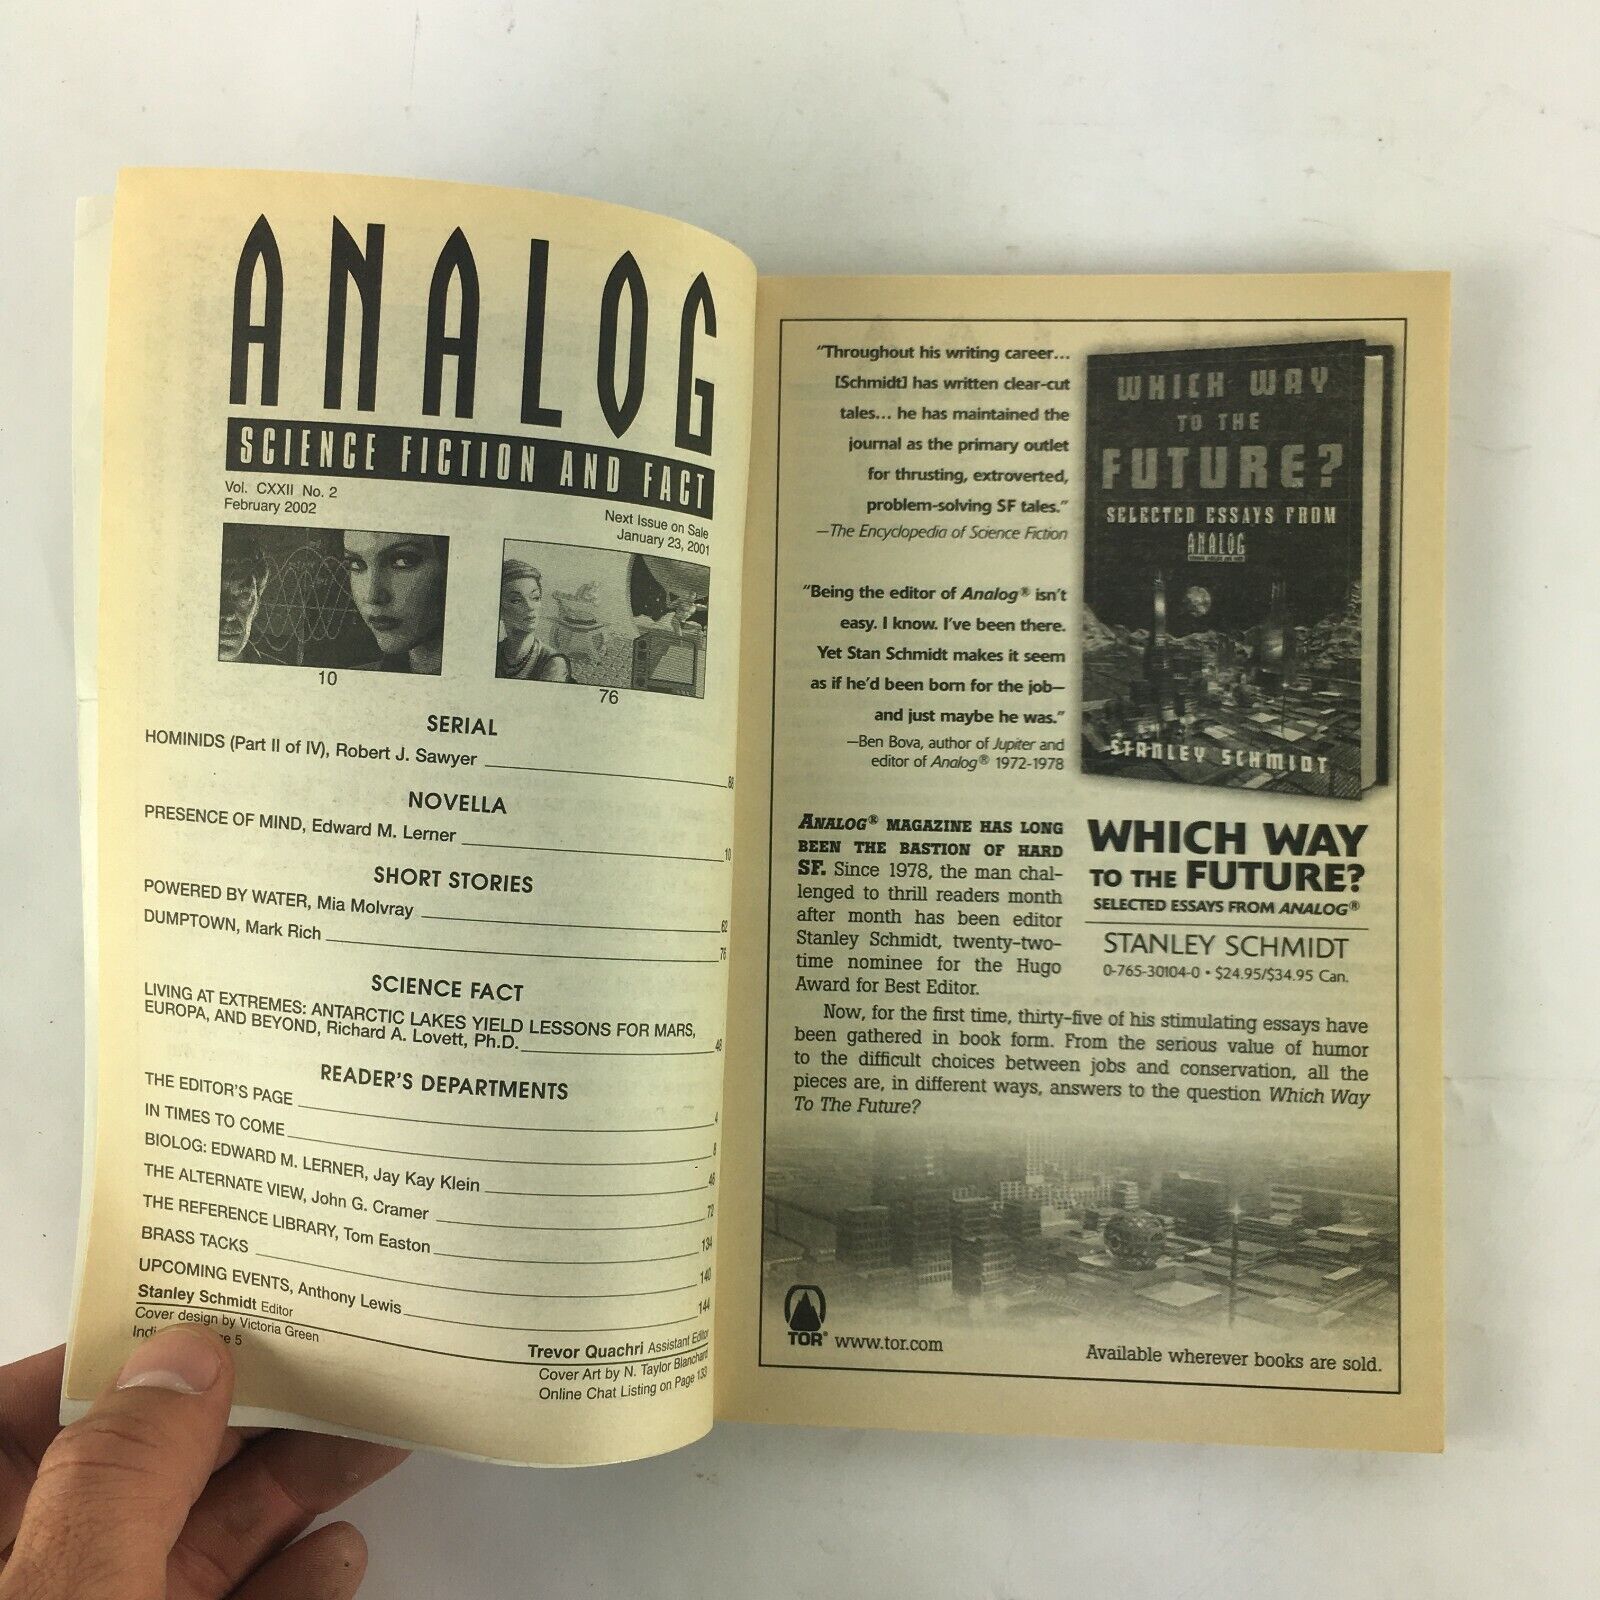 ANALOG
SCIENCE FICTION AND FACT
Vol. CXXII No. 2
February 2002
Next Issue on Sale
January 23, 2001
10
76
SERIAL
HOMINIDS (Part II of IV), Robert J. Sawyer 88
NOVELLA
PRESENCE OF MIND, Edward M. Lerner 10
SHORT STORIES
POWERED BY WATER, Mia Molvray 62
DUMPTOWN, Mark Rich 76
SCIENCE FACT
LIVING AT EXTREMES: ANTARCTIC LAKES YIELD LESSONS FOR MARS,
EUROPA, AND BEYOND, Richard A. Lovett, Ph.D. 48
READER'S DEPARTMENTS
THE EDITOR'S PAGE 4
IN TIMES TO COME 8
BIOLOG: EDWARD M. LERNER, Jay Kay Klein 46
THE ALTERNATE VIEW, John G. Cramer 72
THE REFERENCE LIBRARY, Tom Easton 134
BRASS TACKS 140
UPCOMING EVENTS, Anthony Lewis 144
Stanley Schmidt Editor
Cover design by Victoria Green
5
Trevor Quachri Assistant Editor
Cover Art by N. Taylor Blanchard
Online Chat Listing on Page 133
"Throughout his writing career...
[Schmidt] has written clear-cut
tales... he has maintained the
journal as the primary outlet
for thrusting, extroverted,
problem-solving SF tales."
—The Encyclopedia of Science Fiction
"Being the editor of Analog® isn't
easy. I know. I've been there.
Yet Stan Schmidt makes it seem
as if he'd been born for the job—
and just maybe he was."
—Ben Bova, author of Jupiter and
editor of Analog® 1972-1978
WHICH WAY
TO THE
FUTURE?
SELECTED ESSAYS FROM
ANALOG
STANLEY SCHMIDT
ANALOG® MAGAZINE HAS LONG
BEEN THE BASTION OF HARD
SF. Since 1978, the man chal-
lenged to thrill readers month
after month has been editor
Stanley Schmidt, twenty-two-
time nominee for the Hugo
Award for Best Editor.
WHICH WAY
TO THE FUTURE?
SELECTED ESSAYS FROM ANALOG®
STANLEY SCHMIDT
0-765-30104-0 • $24.95/$34.95 Can.
Now, for the first time, thirty-five of his stimulating essays have
been gathered in book form. From the serious value of humor
to the difficult choices between jobs and conservation, all the
pieces are, in different ways, answers to the question Which Way
To The Future?
TOR® www.tor.com
Available wherever books are sold.